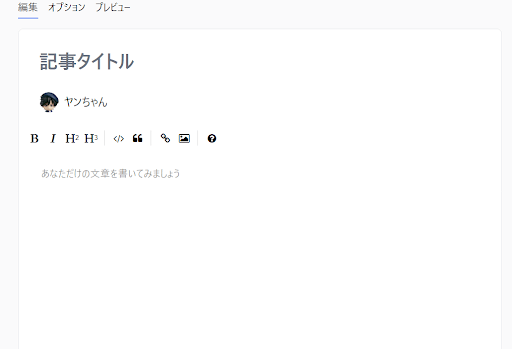 編集 オプション プレビュー
記事タイトル
ヤンちゃん
B I H2 H3 </> ❝ ?
あなただけの文章を書いてみましょう